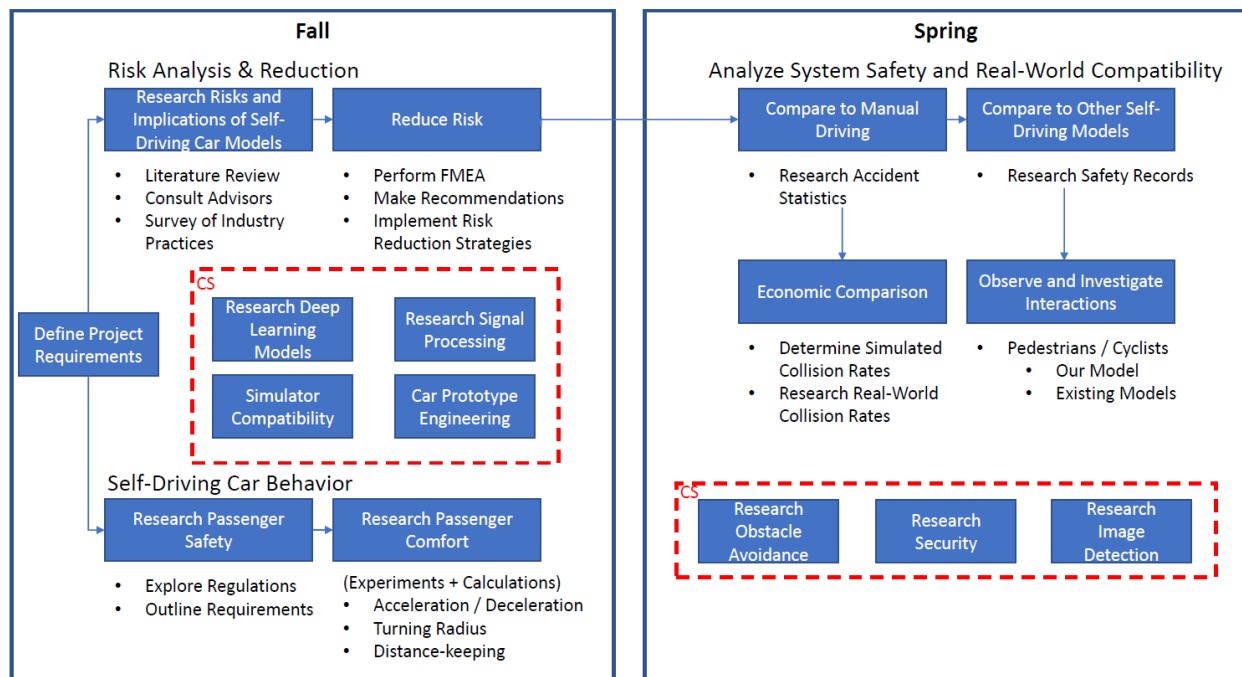 Fall
Risk Analysis & Reduction
Research Risks and
Implications of Self-
Driving Car Models
Reduce Risk
• Literature Review
• Consult Advisors
• Survey of Industry
Practices
• Perform FMEA
• Make Recommendations
• Implement Risk
Reduction Strategies
CS
Research Deep
Learning
Models
Research Signal
Processing
Simulator
Compatibility
Car Prototype
Engineering
Define Project
Requirements
Self-Driving Car Behavior
Research Passenger
Safety
Research Passenger
Comfort
• Explore Regulations
• Outline Requirements
(Experiments + Calculations)
• Acceleration / Deceleration
• Turning Radius
• Distance-keeping
Spring
Analyze System Safety and Real-World Compatibility
Compare to Manual
Driving
Compare to Other Self-
Driving Models
• Research Accident
Statistics
• Research Safety Records
Economic Comparison
Observe and Investigate
Interactions
• Determine Simulated
Collision Rates
• Research Real-World
Collision Rates
• Pedestrians / Cyclists
• Our Model
• Existing Models
CS
Research
Obstacle
Avoidance
Research
Security
Research
Image
Detection